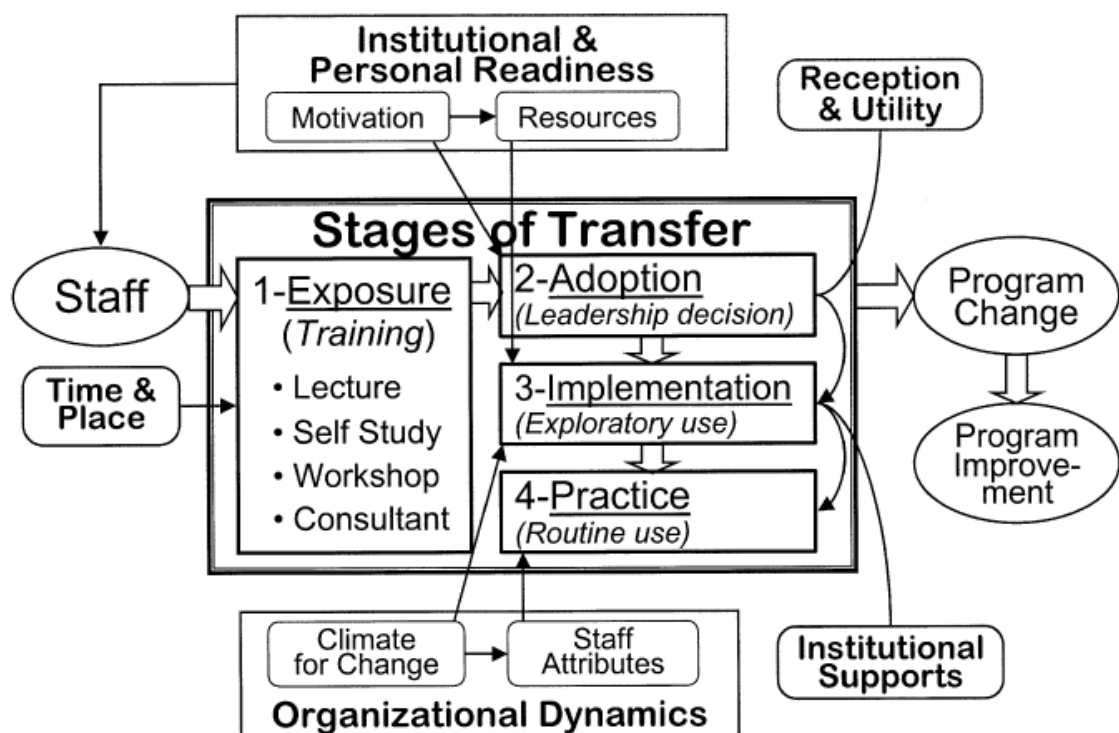 Institutional &
Personal Readiness
Motivation
Resources
Reception
& Utility
Stages of Transfer
Staff
1-Exposure
(Training)
• Lecture
• Self Study
• Workshop
• Consultant
2-Adoption
(Leadership decision)
3-Implementation
(Exploratory use)
4-Practice
(Routine use)
Time &
Place
Program
Change
Program
Improve-
ment
Climate
for Change
Staff
Attributes
Organizational Dynamics
Institutional
Supports